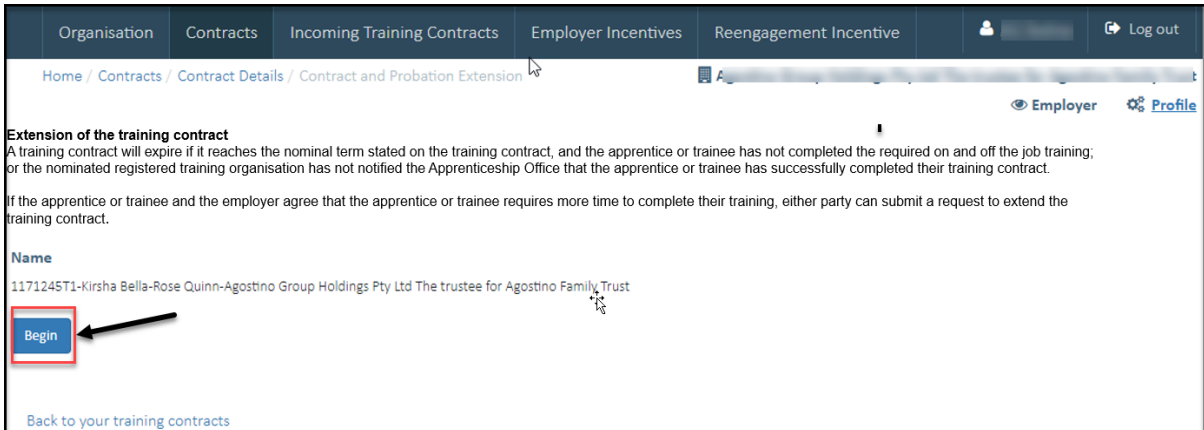 Organisation Contracts Incoming Training Contracts Employer Incentives Reengagement Incentive Log out
Home / Contracts / Contract Details / Contract and Probation Extension
Employer Profile
Extension of the training contract
A training contract will expire if it reaches the nominal term stated on the training contract, and the apprentice or trainee has not completed the required on and off the job training;
or the nominated registered training organisation has not notified the Apprenticeship Office that the apprentice or trainee has successfully completed their training contract.
If the apprentice or trainee and the employer agree that the apprentice or trainee requires more time to complete their training, either party can submit a request to extend the
training contract.
Name
1171245T1-Kirsha Bella-Rose Quinn-Agostino Group Holdings Pty Ltd The trustee for Agostino Family Trust
Begin
Back to your training contracts